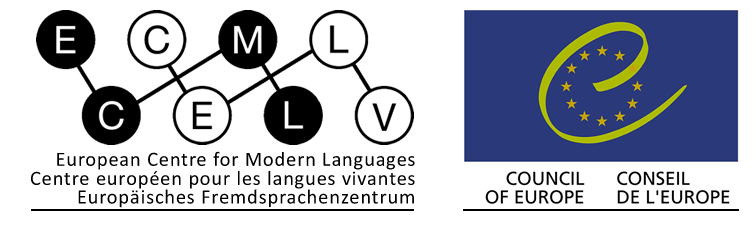 E C M L
C E L V
European Centre for Modern Languages
Centre européen pour les langues vivantes
Europäisches Fremdsprachenzentrum
COUNCIL OF EUROPE
CONSEIL DE L'EUROPE